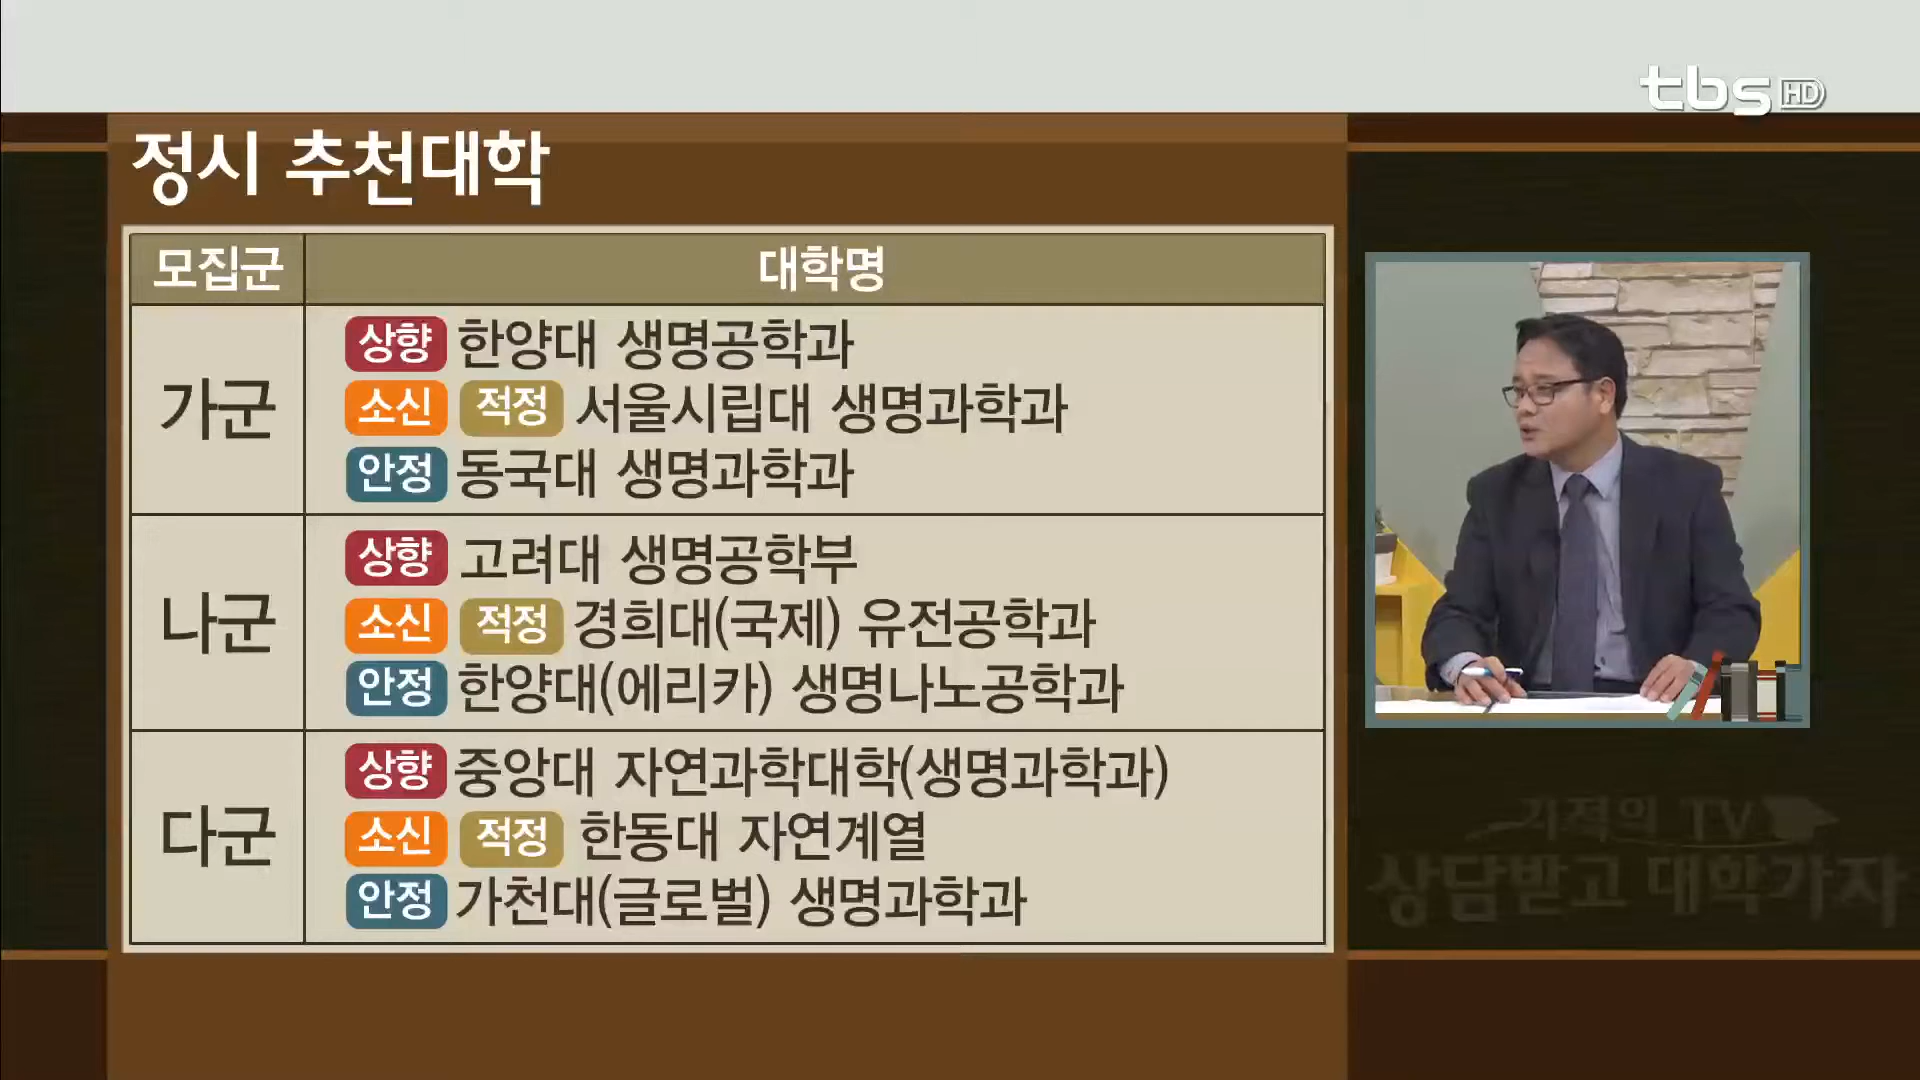 tbs HD
정시 추천대학
모집군 대학명
가군
상향 한양대 생명공학과
소신 적정 서울시립대 생명과학과
안정 동국대 생명과학과
나군
상향 고려대 생명공학부
소신 적정 경희대(국제) 유전공학과
안정 한양대(에리카) 생명나노공학과
다군
상향 중앙대 자연과학대학(생명과학과)
소신 적정 한동대 자연계열
안정 가천대(글로벌) 생명과학과
기적의 TV
상담받고 대학가자